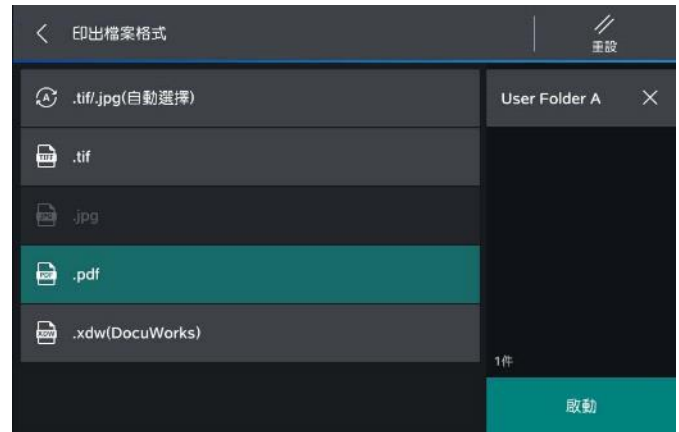 印出檔案格式
重設
.tif/.jpg(自動選擇)
User Folder A
.tif
.jpg
.pdf
.xdw(DocuWorks)
1件
啟動